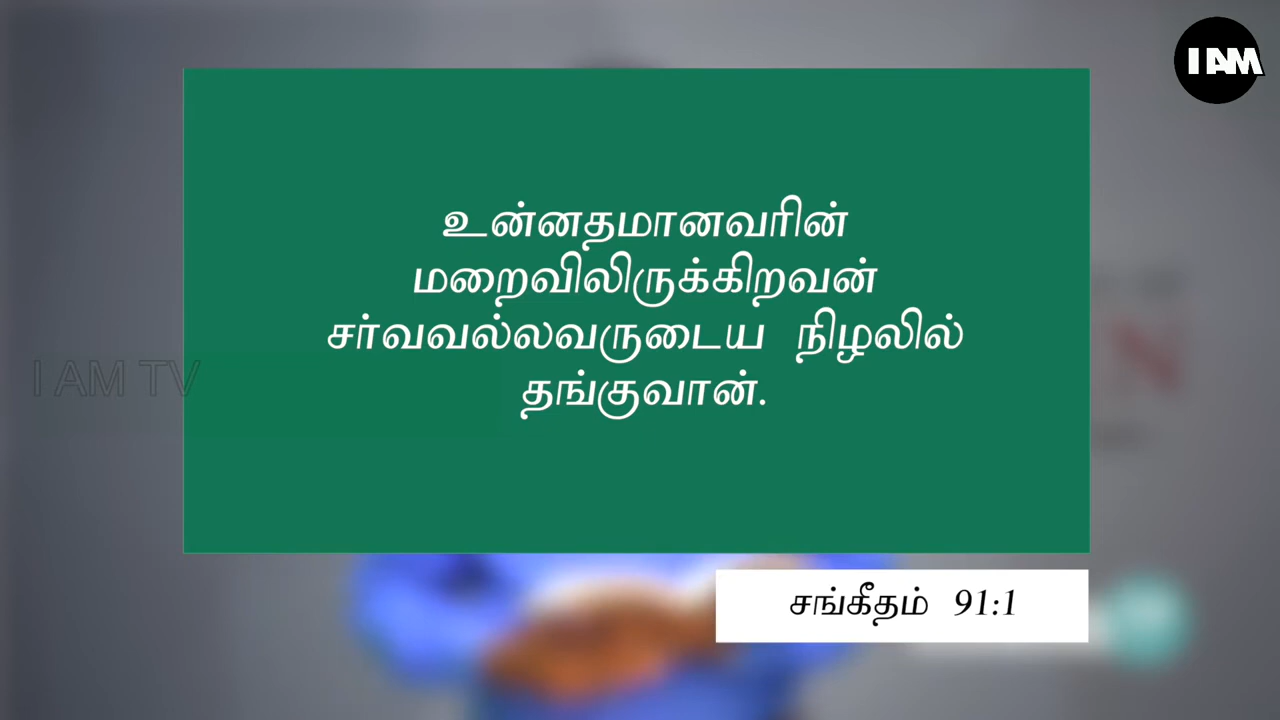 I AM
உன்னதமானவரின்
மறைவிலிருக்கிறவன்
சர்வவல்லவருடைய நிழலில்
தங்குவான்.
I AM TV
சங்கீதம் 91:1